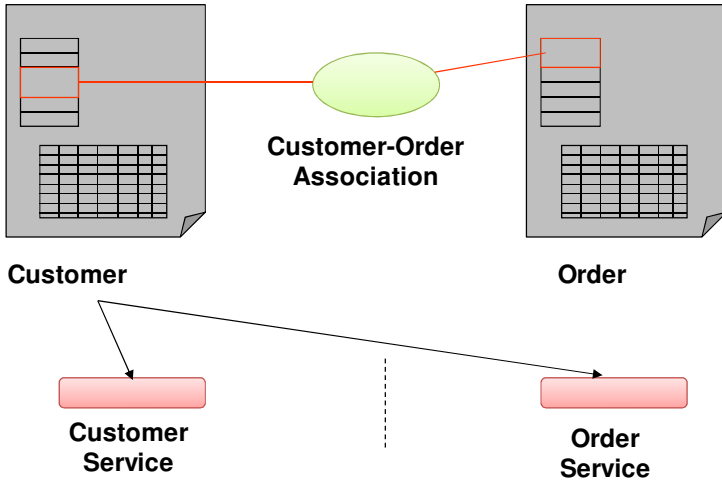 Customer-Order
Association
Customer
Order
Customer
Service
Order
Service